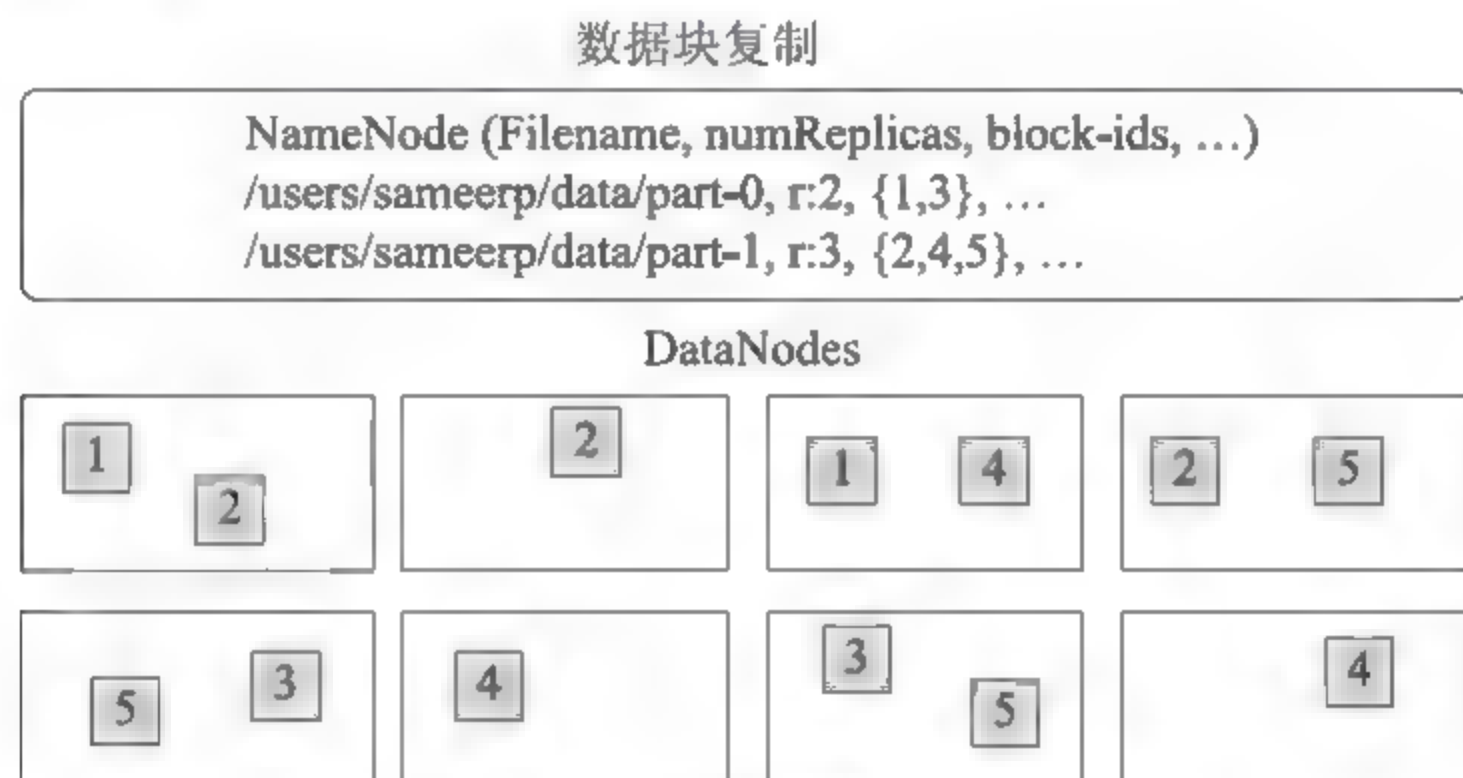 数据块复制
NameNode (Filename, numReplicas, block-ids, …)
/users/sameerp/data/part-0, r:2, {1,3}, …
/users/sameerp/data/part-1, r:3, {2,4,5}, …
DataNodes
1
2
2
1
4
2
5
5
3
4
3
5
4